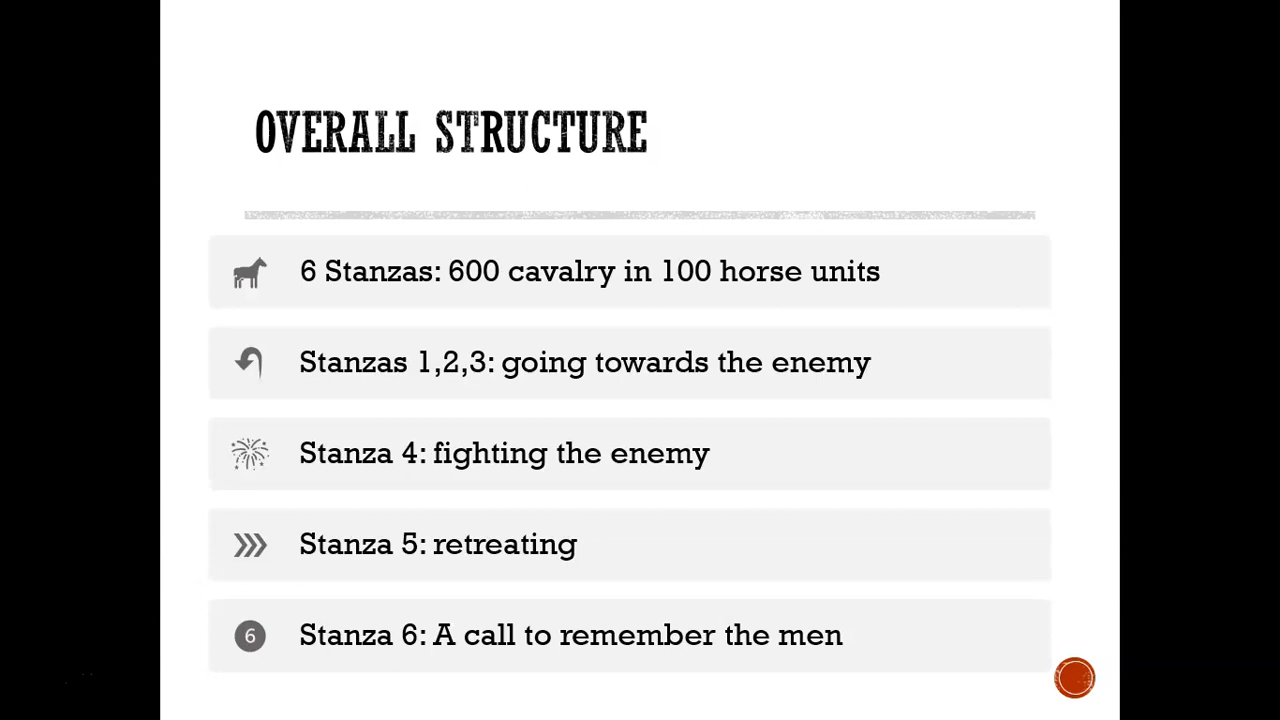 OVERALL STRUCTURE
6 Stanzas: 600 cavalry in 100 horse units
Stanzas 1,2,3: going towards the enemy
Stanza 4: fighting the enemy
Stanza 5: retreating
6 Stanza 6: A call to remember the men